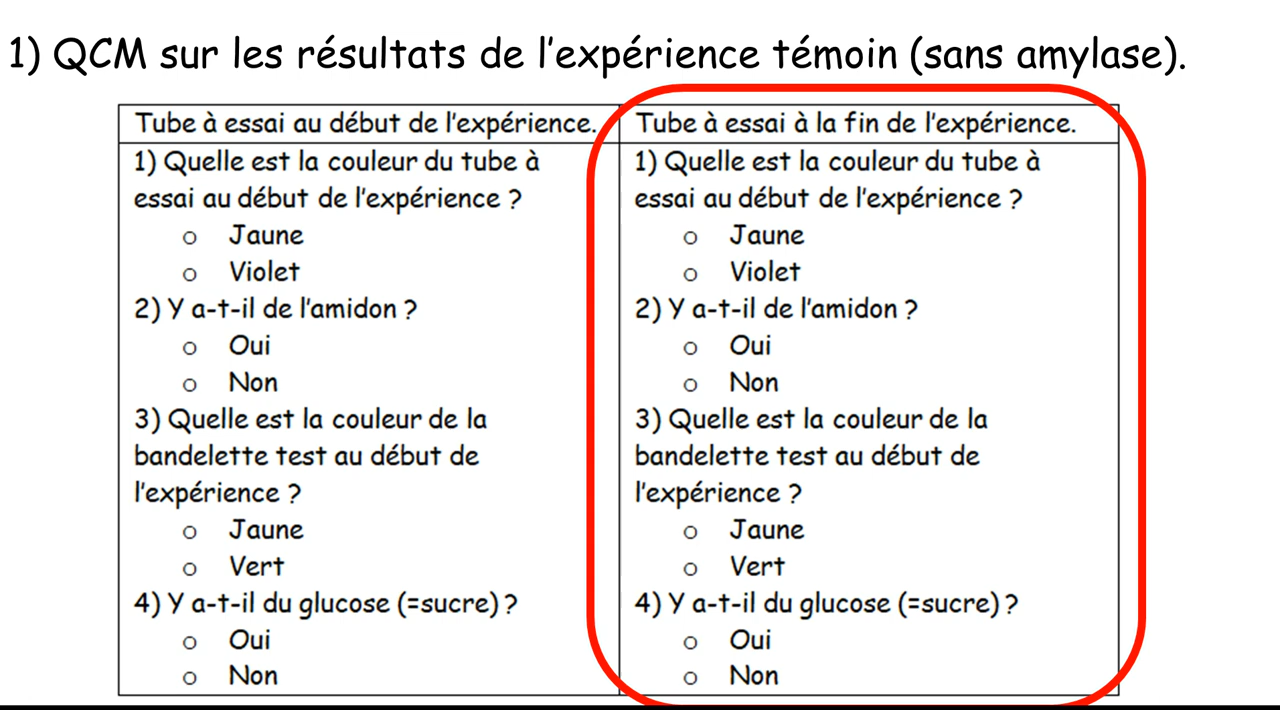 1) QCM sur les résultats de l'expérience témoin (sans amylase).
Tube à essai au début de l'expérience.
1) Quelle est la couleur du tube à
essai au début de l'expérience ?
o Jaune
o Violet
2) Y a-t-il de l'amidon ?
o Oui
o Non
3) Quelle est la couleur de la
bandelette test au début de
l'expérience ?
o Jaune
o Vert
4) Y a-t-il du glucose (=sucre) ?
o Oui
o Non
Tube à essai à la fin de l'expérience.
1) Quelle est la couleur du tube à
essai au début de l'expérience ?
o Jaune
o Violet
2) Y a-t-il de l'amidon ?
o Oui
o Non
3) Quelle est la couleur de la
bandelette test au début de
l'expérience ?
o Jaune
o Vert
4) Y a-t-il du glucose (=sucre) ?
o Oui
o Non